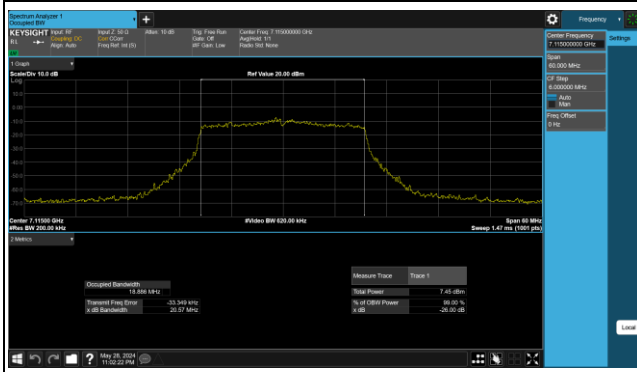 Spectrum Analyzer 1
Occupied BW
+
Frequency
KEYSIGHT
Input: RF
Input Z: 50 Ω
Atten: 10 dB
Trig: Free Run
Center Freq: 7.115000000 GHz
RL
Coupling: DC
Corr CCorr
Gate: Off
Avg|Hold: 1/1
Align: Auto
Freq Ref: Int (S)
#IF Gain: Low
Radio Std: None
Center Frequency
7.115000000 GHz
Settings
Span
60.000 MHz
CF Step
6.000000 MHz
Auto
Man
Freq Offset
0 Hz
1 Graph
Scale/Div 10.0 dB
Ref Value 20.00 dBm
Log
10.0
0.00
Center 7.11500 GHz
#Video BW 620.00 kHz
Span 60 MHz
#Res BW 200.00 kHz
Sweep 1.47 ms (1001 pts)
2 Metrics
Measure Trace
Trace 1
Occupied Bandwidth
18.886 MHz
Total Power
7.45 dBm
Transmit Freq Error
-33.349 kHz
% of OBW Power
99.00 %
x dB Bandwidth
20.57 MHz
x dB
-26.00 dB
Local
?
May 28, 2024
11:02:22 PM